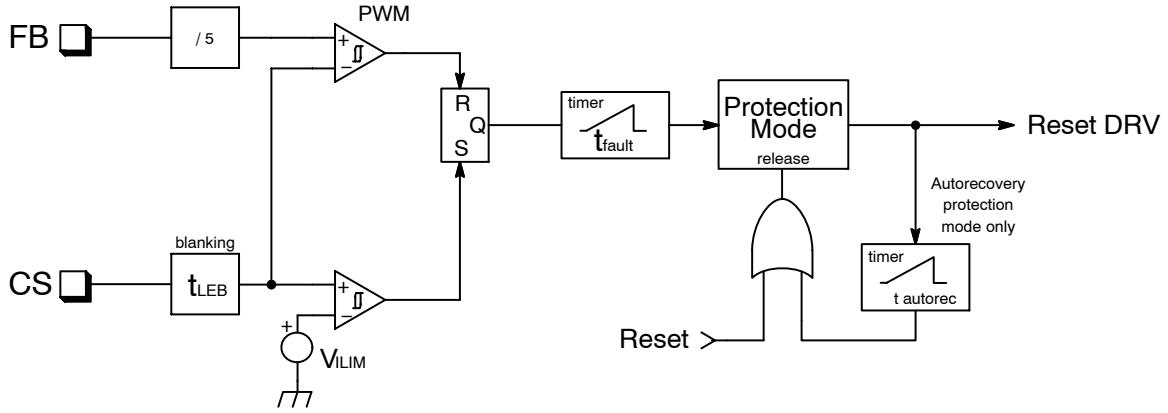 PWM
FB
/ 5
+
−
R
Q
S
timer
tfault
Protection
Mode
release
Reset DRV
Autorecovery
protection
mode only
blanking
CS
tLEB
+
−
+
VILIM
timer
t autorec
Reset